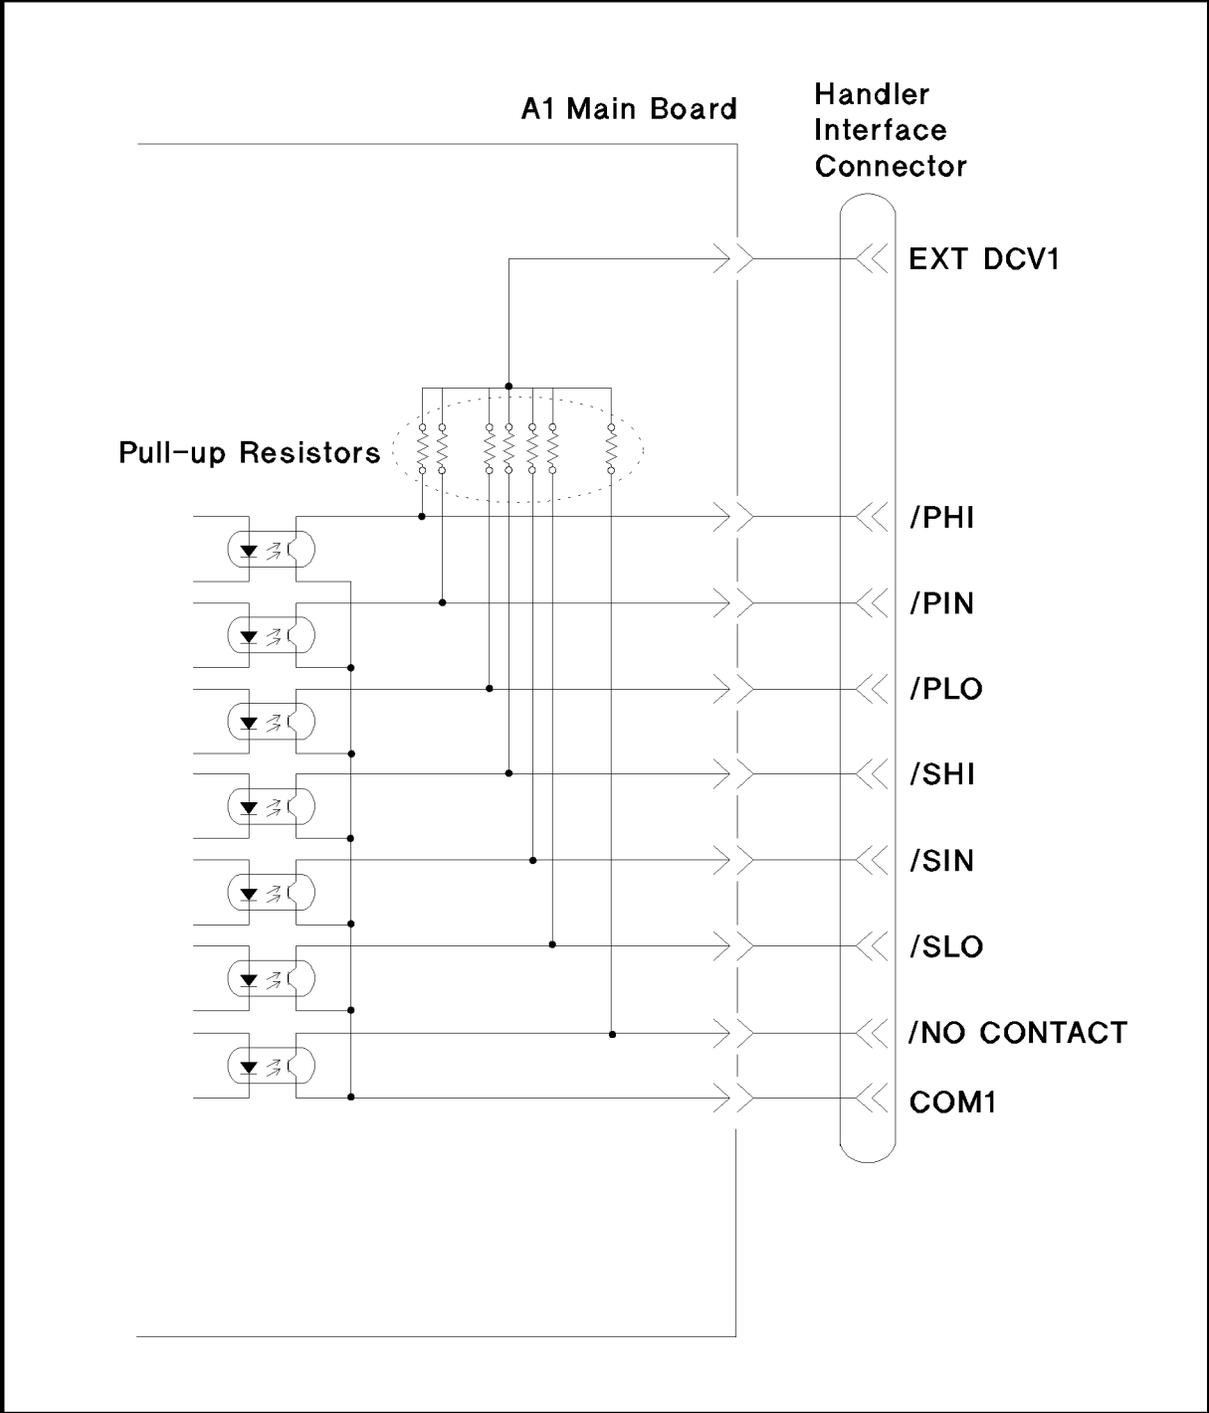 A1 Main Board
Handler
Interface
Connector
EXT DCV1
Pull-up Resistors
/PHI
/PIN
/PLO
/SHI
/SIN
/SLO
/NO CONTACT
COM1